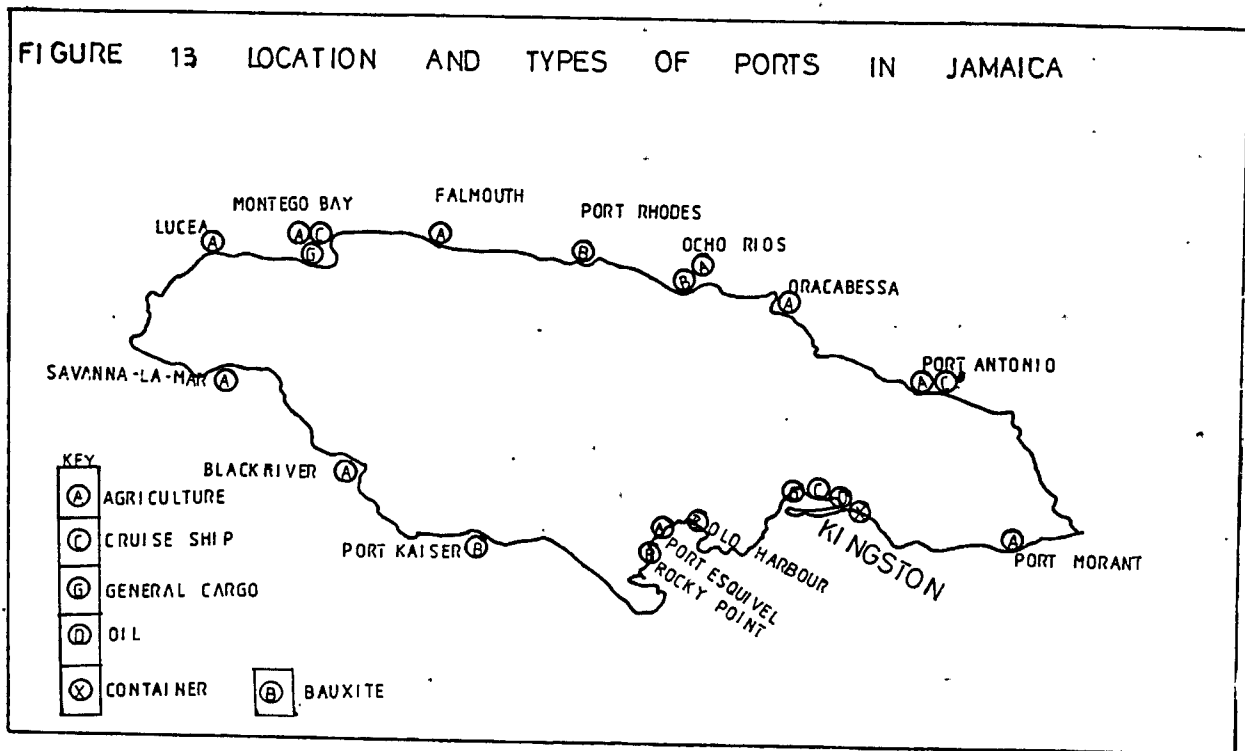 FIGURE 13 LOCATION AND TYPES OF PORTS IN JAMAICA
MONTEGO BAY
FALMOUTH
PORT RHODES
LUCEA
A
A C
G
A
B
OCHO RIOS
B A
ORACABESSA
A
PORT ANTONIO
A C
SAVANNA-LA-MAR A
BLACKRIVER A
PORT KAISER B
A
B
OLD HARBOUR
PORT ESQUIVEL
ROCKY POINT
C
X
KINGSTON
A
PORT MORANT
KEY
A AGRICULTURE
C CRUISE SHIP
G GENERAL CARGO
O OIL
X CONTAINER
B BAUXITE